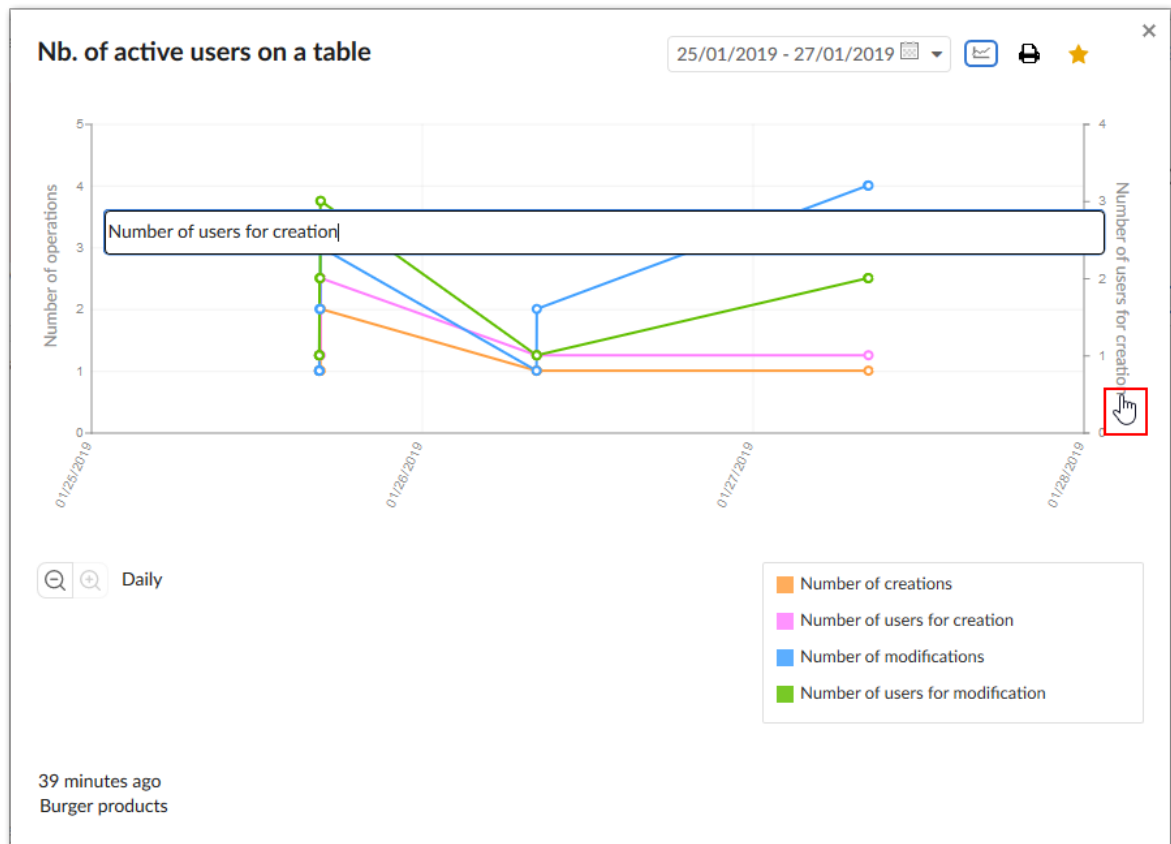 ×
Nb. of active users on a table
25/01/2019 - 27/01/2019
5
4
3
2
1
0
Number of operations
Number of users for creation
4
3
2
1
0
Number of users for creation
01/25/2019
01/26/2019
01/27/2019
01/28/2019
Daily
Number of creations
Number of users for creation
Number of modifications
Number of users for modification
39 minutes ago
Burger products